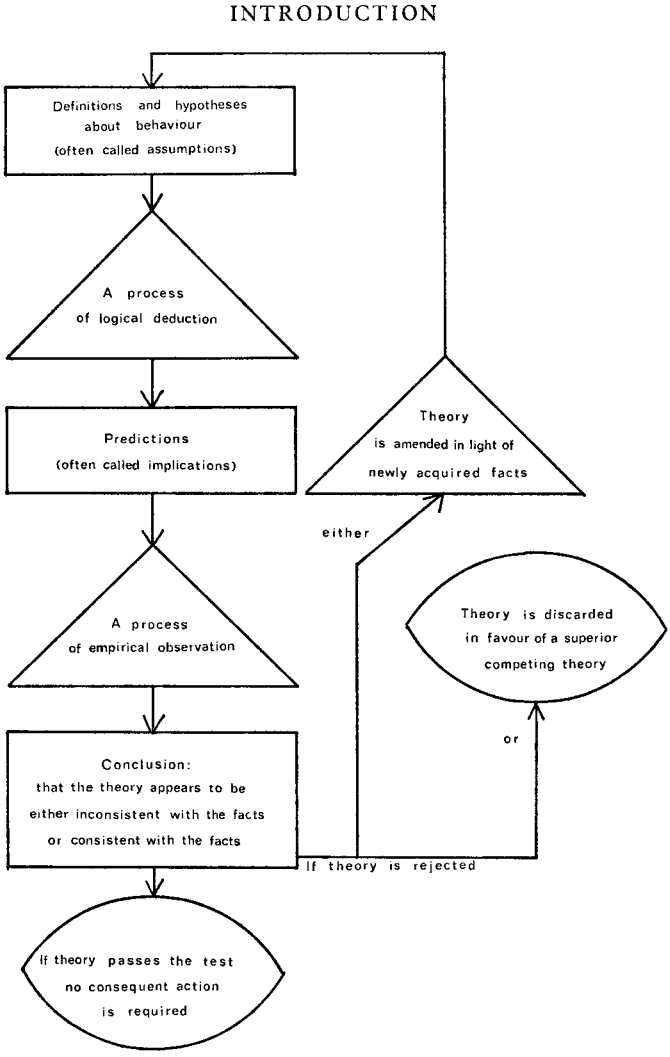 INTRODUCTION
Definitions and hypotheses
about behaviour
(often called assumptions)
A process
of logical deduction
Predictions
(often called implications)
Theory
is amended in light of
newly acquired facts
either
A process
of empirical observation
Theory is discarded
in favour of a superior
competing theory
or
Conclusion:
that the theory appears to be
either inconsistent with the facts
or consistent with the facts
If theory is rejected
If theory passes the test
no consequent action
is required